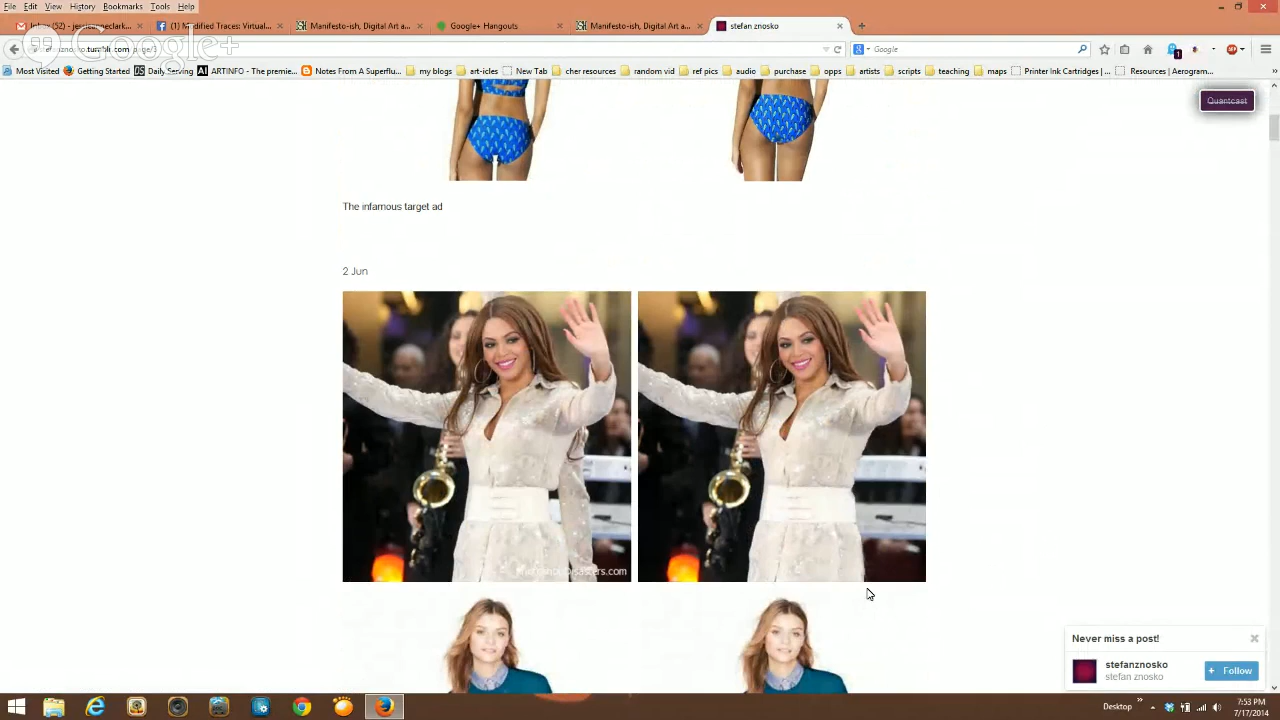 File Edit View History Bookmarks Tools Help
Manifesto-ish, Digital Art a...
Google+ Hangouts
Manifesto-ish, Digital Art a...
stefan znosko
Google+
Google
Most Visited Getting Started Daily Serving ARTINFO - The premie... Notes From A Superflu... my blogs art-icles New Tab cher resources random vid ref pics audio purchase opps artists scripts teaching maps Printer Ink Cartridges | ... Resources | Aerogram...
Quantcast
The infamous target ad
2 Jun
Never miss a post!
stefanznosko
stefan znosko
+ Follow
Desktop
7:53 PM
7/17/2014